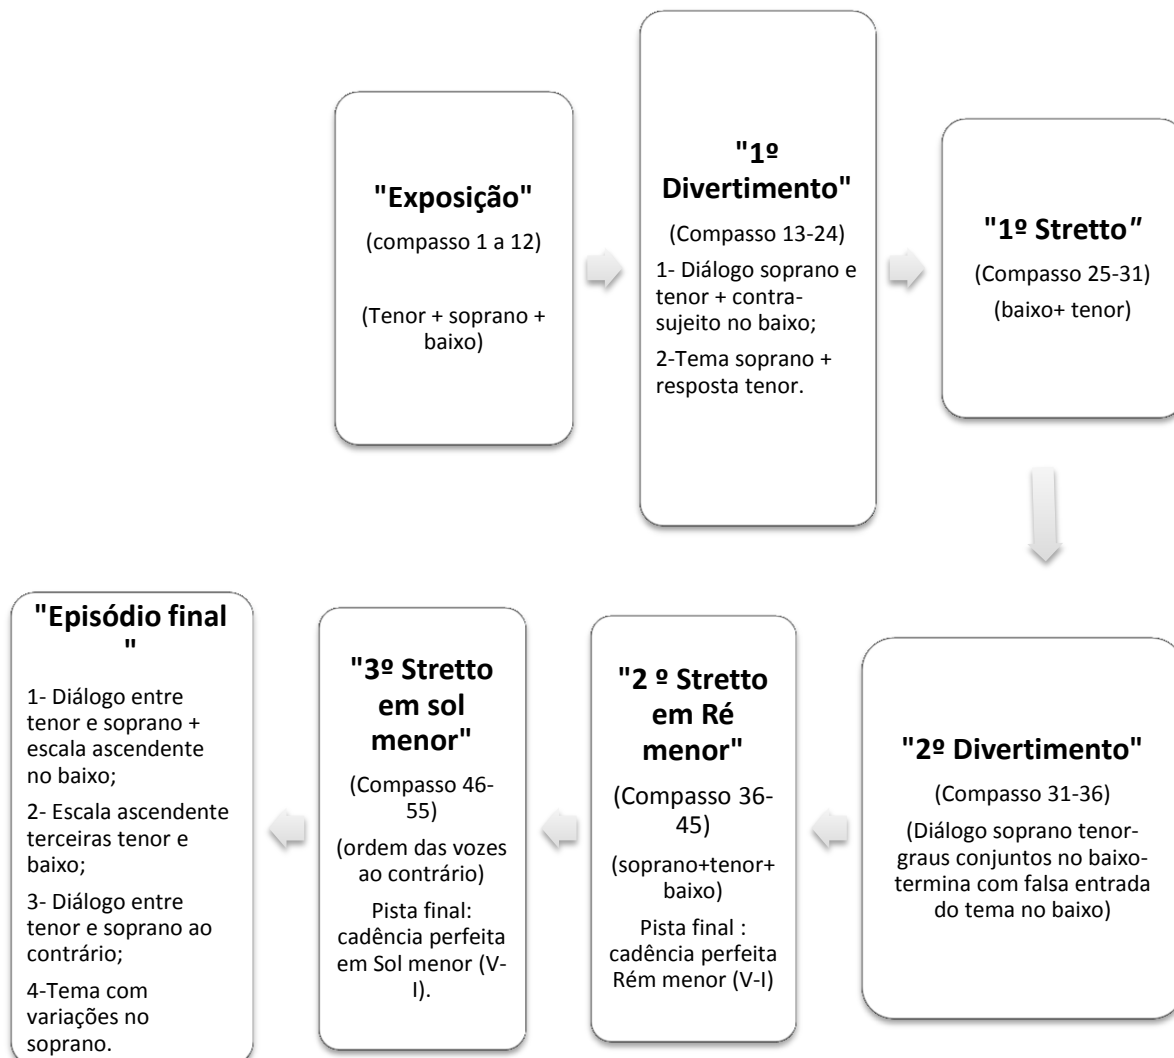 "Exposição"
(compasso 1 a 12)
(Tenor + soprano +
baixo)
"1º
Divertimento"
(Compasso 13-24)
1- Diálogo soprano e
tenor + contra-
sujeito no baixo;
2-Tema soprano +
resposta tenor.
"1º Stretto"
(Compasso 25-31)
(baixo+ tenor)
"2º Divertimento"
(Compasso 31-36)
(Diálogo soprano tenor-
graus conjuntos no baixo-
termina com falsa entrada
do tema no baixo)
"2 º Stretto
em Ré
menor"
(Compasso 36-
45)
(soprano+tenor+
baixo)
Pista final :
cadência perfeita
Rém menor (V-I)
"3º Stretto
em sol
menor"
(Compasso 46-
55)
(ordem das vozes
ao contrário)
Pista final:
cadência perfeita
em Sol menor (V-
I).
"Episódio final
"
1- Diálogo entre
tenor e soprano +
escala ascendente
no baixo;
2- Escala ascendente
terceiras tenor e
baixo;
3- Diálogo entre
tenor e soprano ao
contrário;
4-Tema com
variações no
soprano.